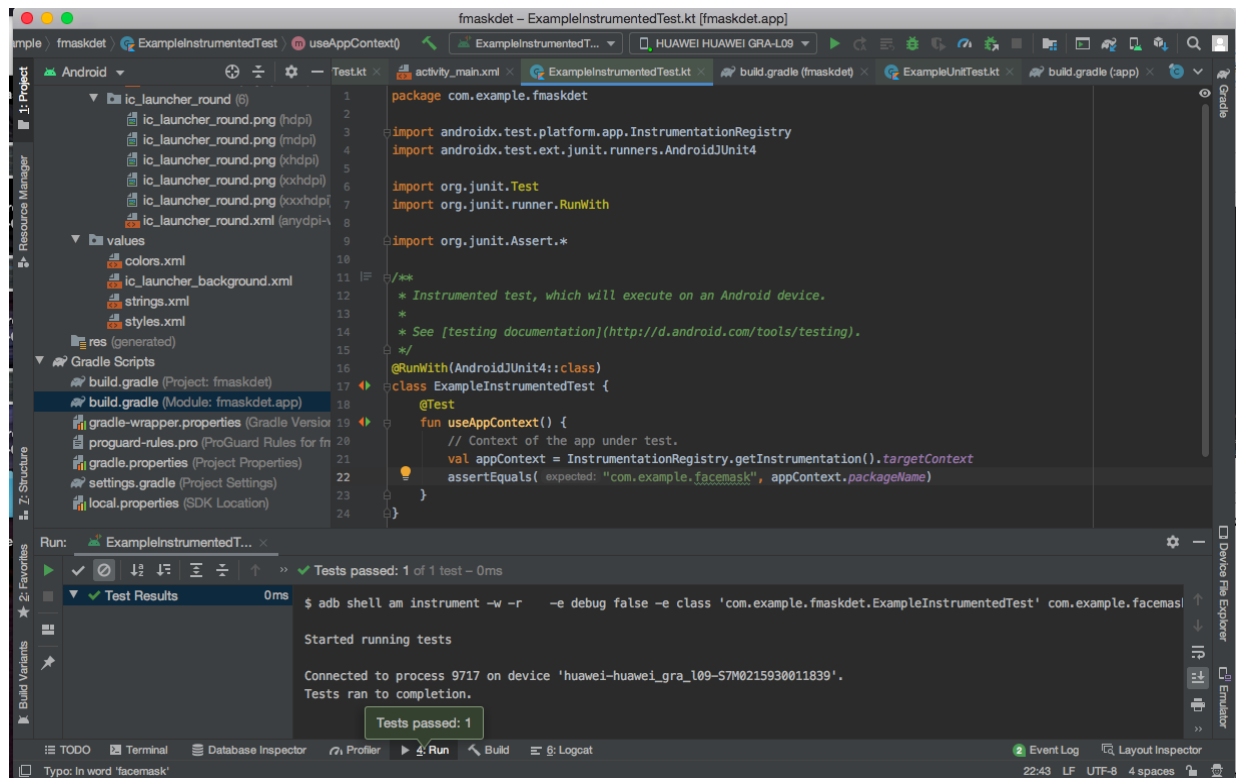 fmaskdet – ExampleInstrumentedTest.kt [fmaskdet.app]
fmaskdet ExampleInstrumentedTest useAppContext() ExampleInstrumentedT... HUAWEI HUAWEI GRA-L09
1: Project
Resource Manager
Z: Structure
2: Favorites
Build Variants
Android
ic_launcher_round (6)
ic_launcher_round.png (hdpi)
ic_launcher_round.png (mdpi)
ic_launcher_round.png (xhdpi)
ic_launcher_round.png (xxhdpi)
ic_launcher_round.png (xxxhdpi
ic_launcher_round.xml (anydpi-v
values
colors.xml
ic_launcher_background.xml
strings.xml
styles.xml
res (generated)
Gradle Scripts
build.gradle (Project: fmaskdet)
build.gradle (Module: fmaskdet.app)
gradle-wrapper.properties (Gradle Version
proguard-rules.pro (ProGuard Rules for fm
gradle.properties (Project Properties)
settings.gradle (Project Settings)
local.properties (SDK Location)
Test.kt activity_main.xml ExampleInstrumentedTest.kt build.gradle (fmaskdet) ExampleUnitTest.kt build.gradle (:app)
1 package com.example.fmaskdet
2
3 import androidx.test.platform.app.InstrumentationRegistry
4 import androidx.test.ext.junit.runners.AndroidJUnit4
5
6 import org.junit.Test
7 import org.junit.runner.RunWith
8
9 import org.junit.Assert.*
10
11 /**
12 * Instrumented test, which will execute on an Android device.
13 *
14 * See [testing documentation](http://d.android.com/tools/testing).
15 */
16 @RunWith(AndroidJUnit4::class)
17 class ExampleInstrumentedTest {
18 @Test
19 fun useAppContext() {
20 // Context of the app under test.
21 val appContext = InstrumentationRegistry.getInstrumentation().targetContext
22 assertEquals( expected: "com.example.facemask", appContext.packageName)
23 }
24 }
Gradle
Device File Explorer
Emulator
Run: ExampleInstrumentedT...
» Tests passed: 1 of 1 test – 0ms
Test Results 0ms
$ adb shell am instrument -w -r -e debug false -e class 'com.example.fmaskdet.ExampleInstrumentedTest' com.example.facemas
Started running tests
Connected to process 9717 on device 'huawei-huawei_gra_l09-S7M0215930011839'.
Tests ran to completion.
Tests passed: 1
TODO Terminal Database Inspector Profiler 4: Run Build 6: Logcat 2 Event Log Layout Inspector
Typo: In word 'facemask' 22:43 LF UTF-8 4 spaces